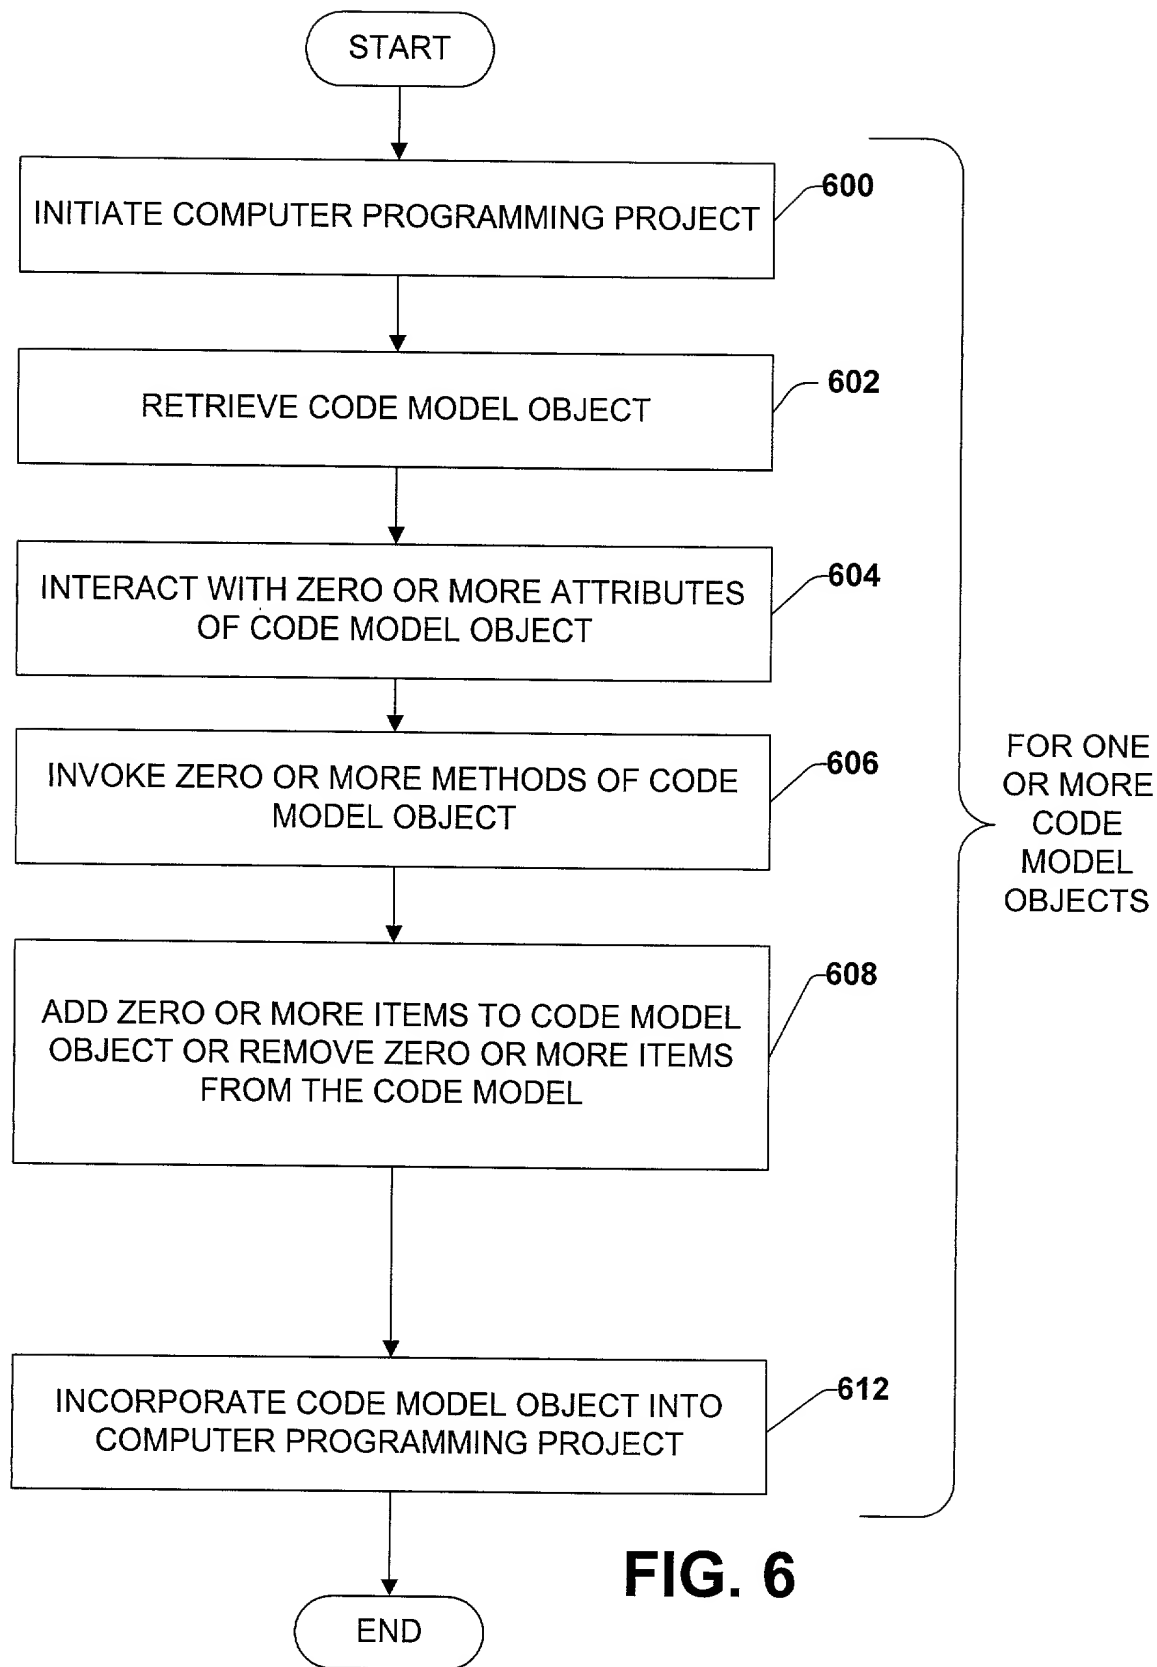 START
INITIATE COMPUTER PROGRAMMING PROJECT
600
RETRIEVE CODE MODEL OBJECT
602
INTERACT WITH ZERO OR MORE ATTRIBUTES
OF CODE MODEL OBJECT
604
INVOKE ZERO OR MORE METHODS OF CODE
MODEL OBJECT
606
ADD ZERO OR MORE ITEMS TO CODE MODEL
OBJECT OR REMOVE ZERO OR MORE ITEMS
FROM THE CODE MODEL
608
INCORPORATE CODE MODEL OBJECT INTO
COMPUTER PROGRAMMING PROJECT
612
FOR ONE
OR MORE
CODE
MODEL
OBJECTS
END
FIG. 6